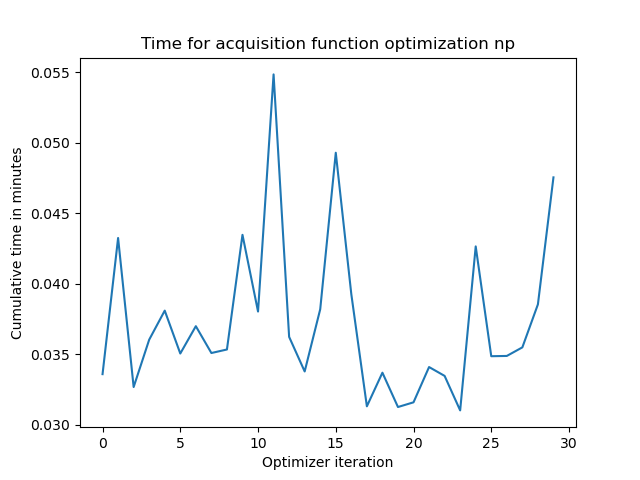 Time for acquisition function optimization np
Cumulative time in minutes
0.055
0.050
0.045
0.040
0.035
0.030
0 5 10 15 20 25 30
Optimizer iteration